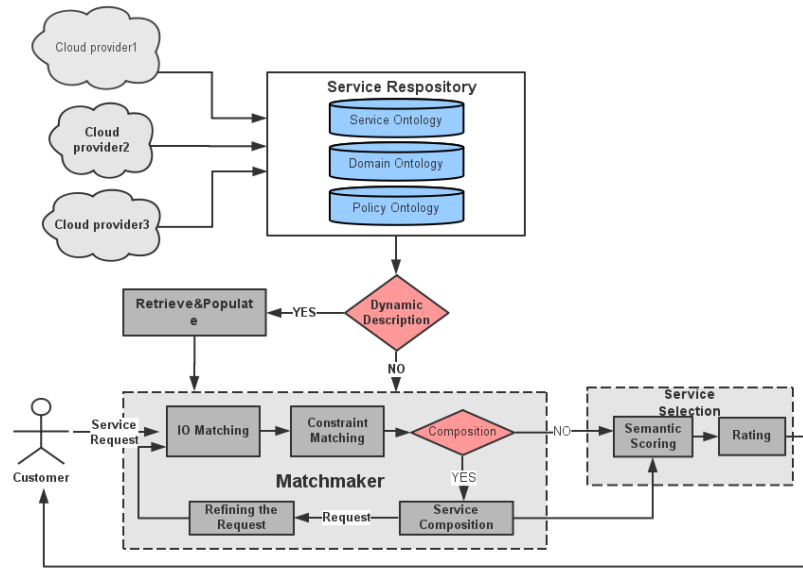 Cloud provider1
Service Respository
Service Ontology
Cloud
provider2
Domain Ontology
Cloud provider3
Policy Ontology
Retrieve&Populat
e
YES
Dynamic
Description
NO
Service
Request
IO Matching
Constraint
Matching
Composition
NO
Service
Selection
Semantic
Scoring
Rating
Customer
Matchmaker
YES
Refining the
Request
Request
Service
Composition